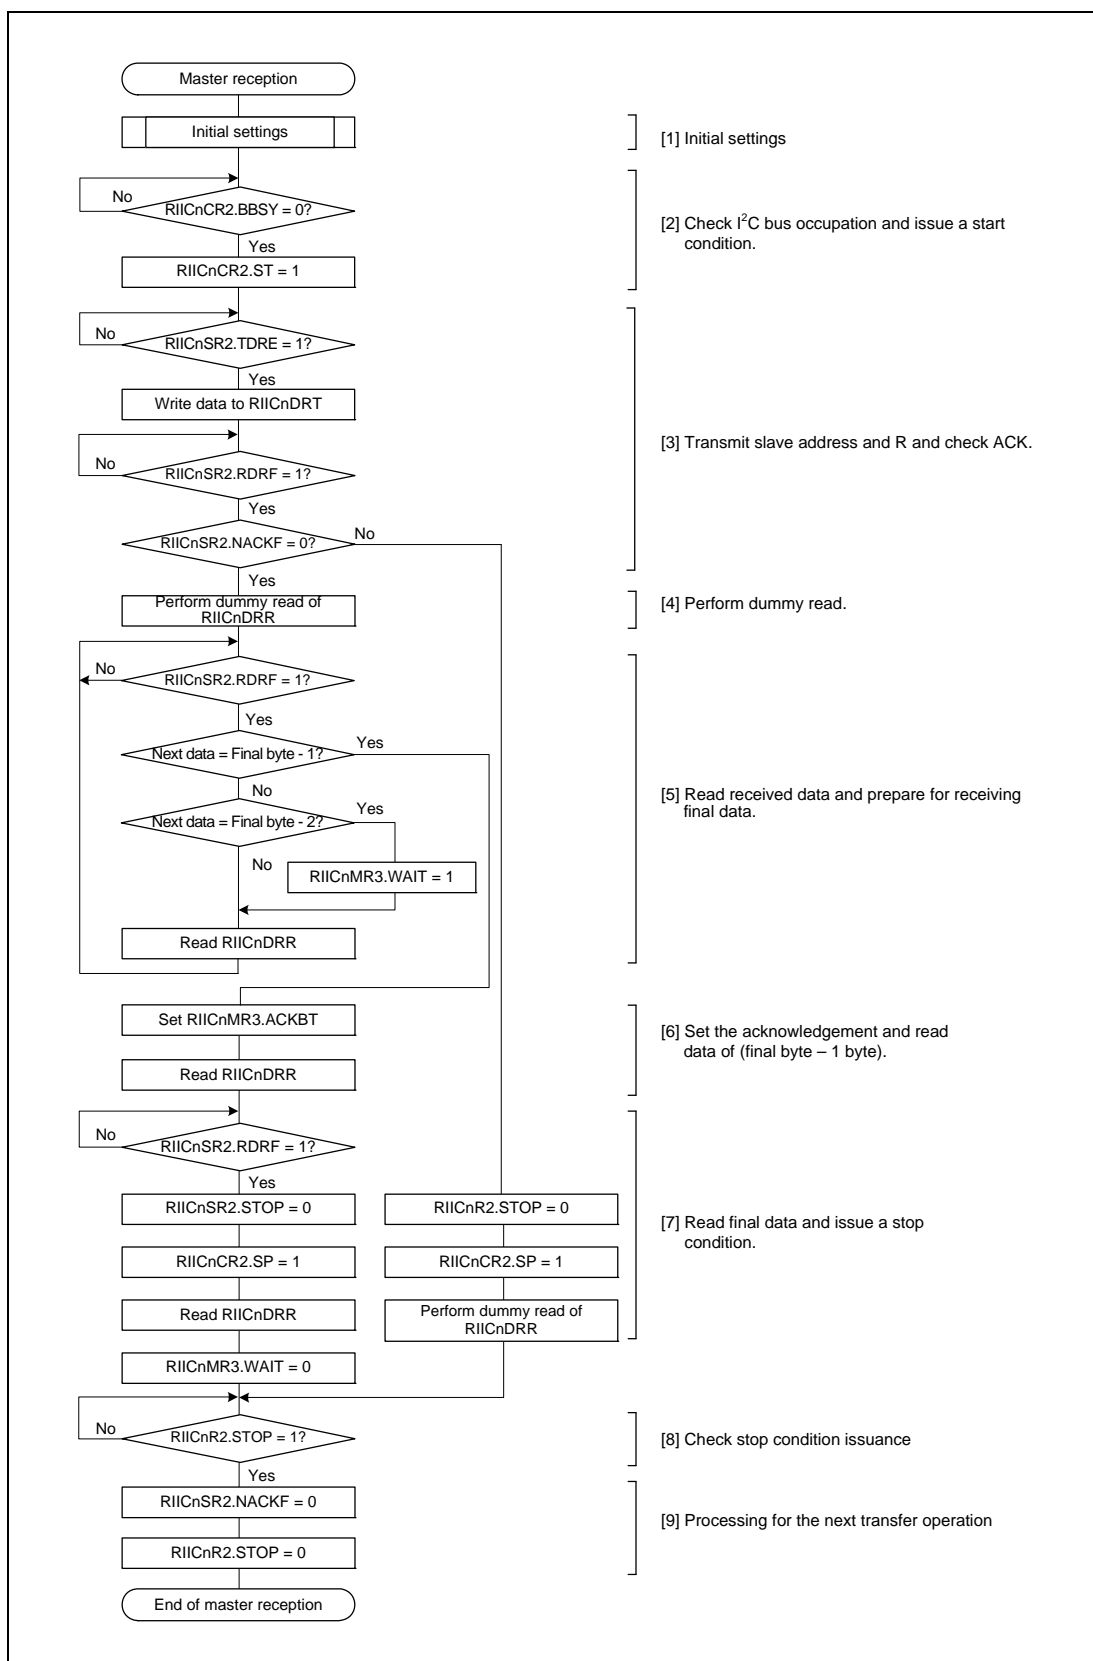 Master reception
Initial settings
[1] Initial settings
No
RIICnCR2.BBSY = 0?
[2] Check I²C bus occupation and issue a start
condition.
Yes
RIICnCR2.ST = 1
No
RIICnSR2.TDRE = 1?
Yes
Write data to RIICnDRT
[3] Transmit slave address and R and check ACK.
No
RIICnSR2.RDRF = 1?
Yes
RIICnSR2.NACKF = 0?
No
Yes
Perform dummy read of
RIICnDRR
[4] Perform dummy read.
No
RIICnSR2.RDRF = 1?
Yes
Next data = Final byte - 1?
Yes
No
[5] Read received data and prepare for receiving
final data.
Next data = Final byte - 2?
Yes
No
RIICnMR3.WAIT = 1
Read RIICnDRR
Set RIICnMR3.ACKBT
[6] Set the acknowledgement and read
data of (final byte – 1 byte).
Read RIICnDRR
No
RIICnSR2.RDRF = 1?
Yes
RIICnSR2.STOP = 0
RIICnR2.STOP = 0
[7] Read final data and issue a stop
condition.
RIICnCR2.SP = 1
RIICnCR2.SP = 1
Read RIICnDRR
Perform dummy read of
RIICnDRR
RIICnMR3.WAIT = 0
No
RIICnR2.STOP = 1?
[8] Check stop condition issuance
Yes
RIICnSR2.NACKF = 0
[9] Processing for the next transfer operation
RIICnR2.STOP = 0
End of master reception